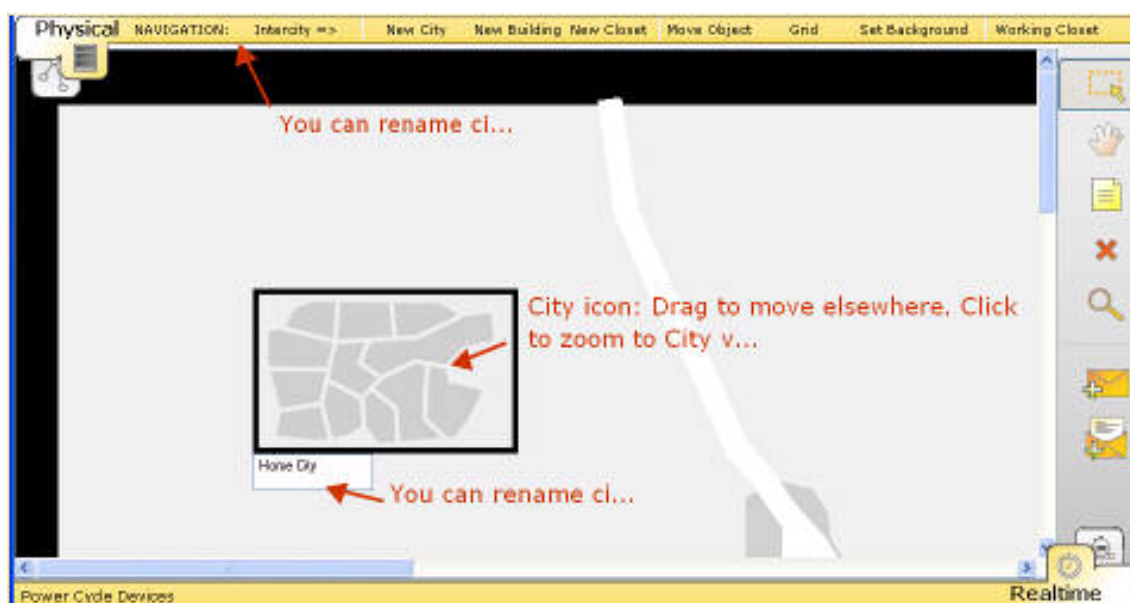 Physical NAVIGATION: Intercity => New City New Building New Closet Move Object Grid Set Background Working Closet
You can rename ci...
City icon: Drag to move elsewhere. Click
to zoom to City v...
Home City
You can rename ci...
Power Cycle Devices
Realtime